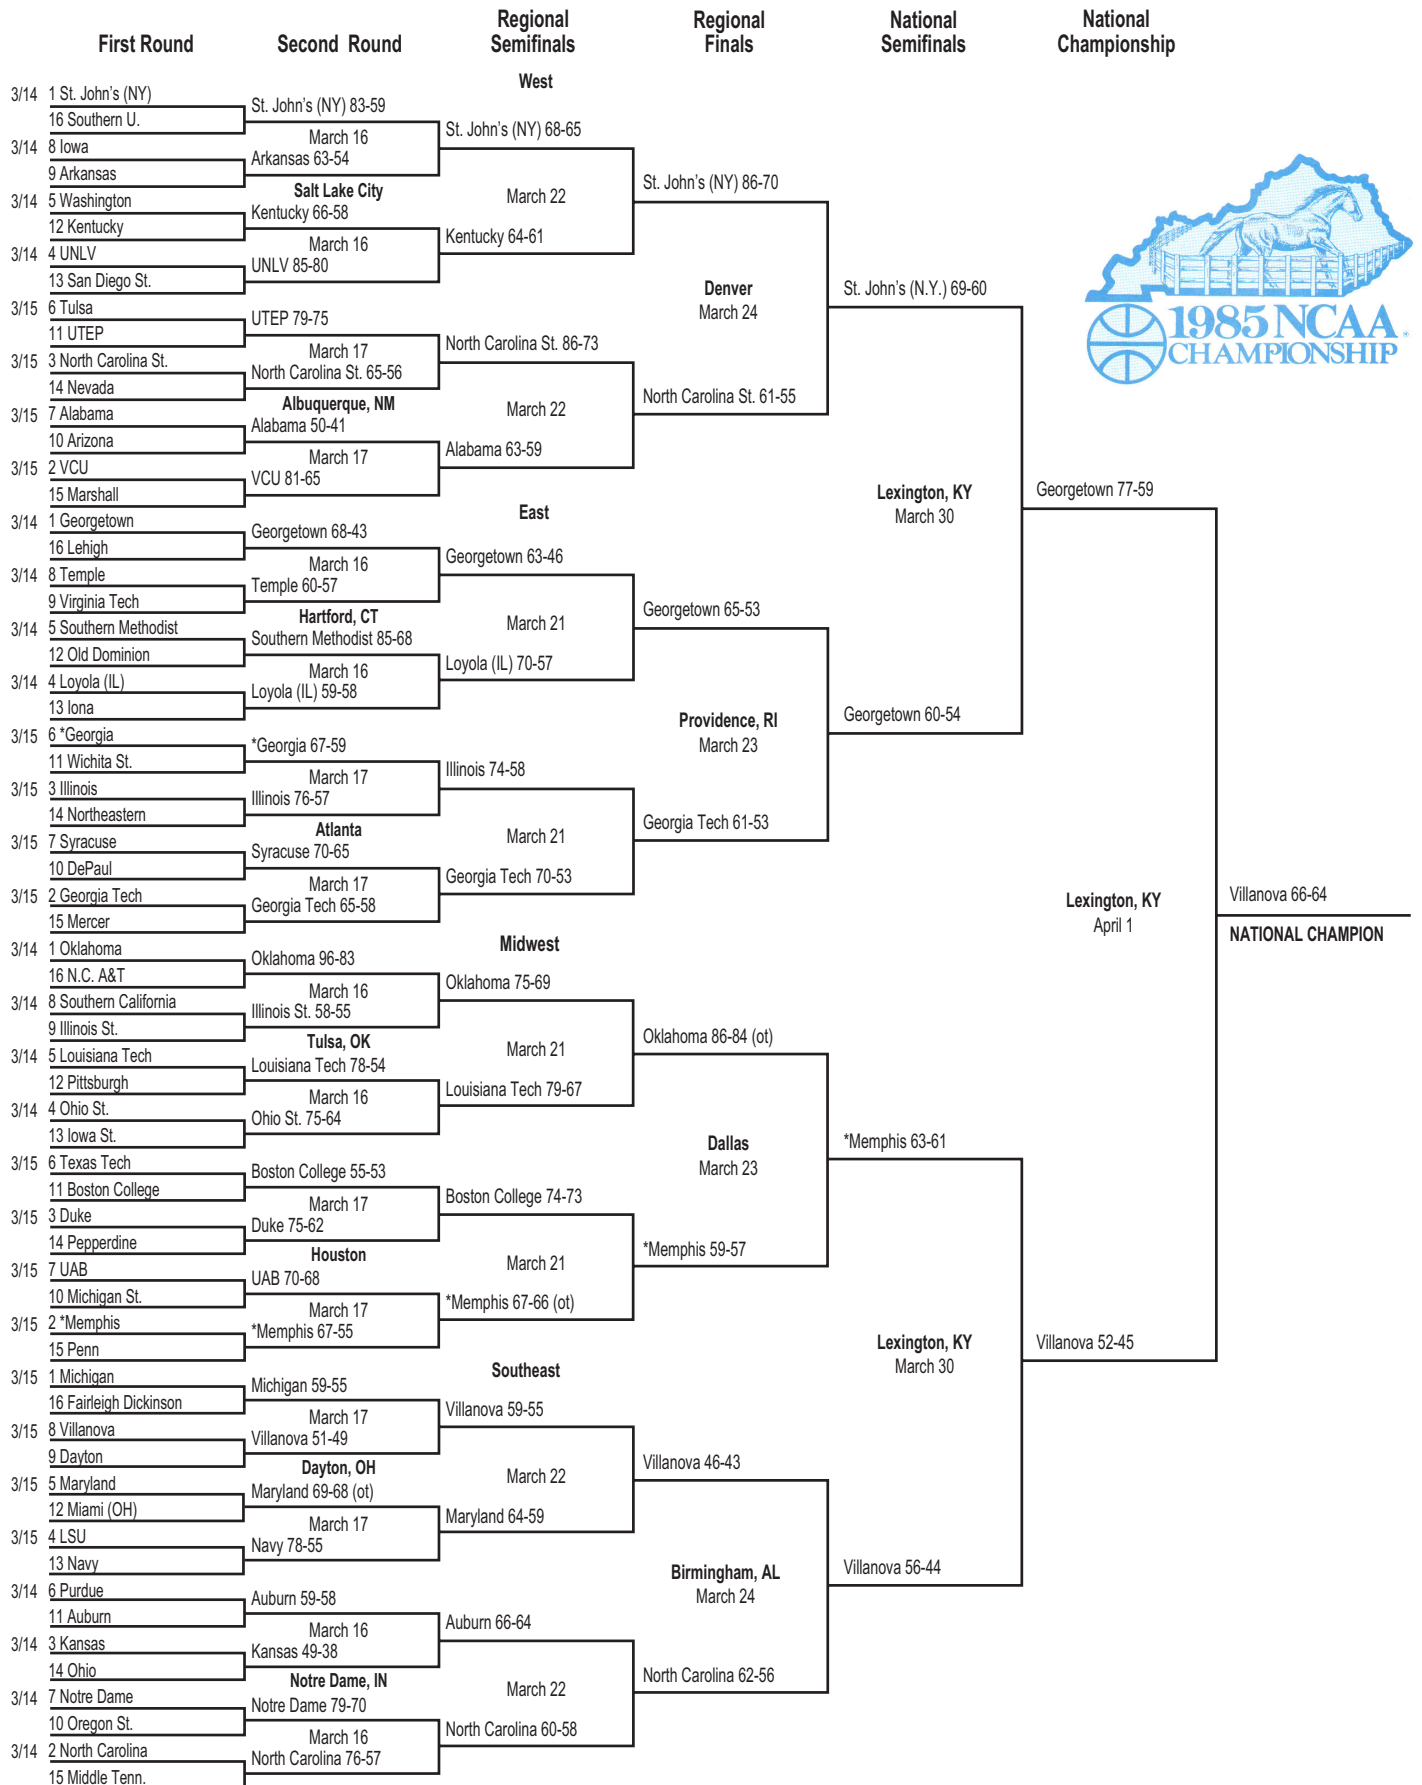 First Round Second Round Regional Semifinals Regional Finals National Semifinals National Championship
West
3/14 1 St. John's (NY)
16 Southern U.
St. John's (NY) 83-59
3/14 8 Iowa
9 Arkansas
March 16
Arkansas 63-54
St. John's (NY) 68-65
Salt Lake City
3/14 5 Washington
12 Kentucky
Kentucky 66-58
3/14 4 UNLV
13 San Diego St.
March 16
UNLV 85-80
March 22
Kentucky 64-61
St. John's (NY) 86-70
3/15 6 Tulsa
11 UTEP
UTEP 79-75
3/15 3 North Carolina St.
14 Nevada
March 17
North Carolina St. 65-56
North Carolina St. 86-73
Albuquerque, NM
3/15 7 Alabama
10 Arizona
Alabama 50-41
3/15 2 VCU
15 Marshall
March 17
VCU 81-65
March 22
Alabama 63-59
Denver
March 24
North Carolina St. 61-55
St. John's (N.Y.) 69-60
1985 NCAA
CHAMPIONSHIP
East
3/14 1 Georgetown
16 Lehigh
Georgetown 68-43
3/14 8 Temple
9 Virginia Tech
March 16
Temple 60-57
Georgetown 63-46
Hartford, CT
3/14 5 Southern Methodist
12 Old Dominion
Southern Methodist 85-68
3/14 4 Loyola (IL)
13 Iona
March 16
Loyola (IL) 59-58
March 21
Loyola (IL) 70-57
Georgetown 65-53
3/15 6 *Georgia
11 Wichita St.
*Georgia 67-59
3/15 3 Illinois
14 Northeastern
March 17
Illinois 76-57
Illinois 74-58
Atlanta
3/15 7 Syracuse
10 DePaul
Syracuse 70-65
3/15 2 Georgia Tech
15 Mercer
March 17
Georgia Tech 65-58
March 21
Georgia Tech 70-53
Providence, RI
March 23
Georgia Tech 61-53
Georgetown 60-54
Lexington, KY
March 30
Georgetown 77-59
Midwest
3/14 1 Oklahoma
16 N.C. A&T
Oklahoma 96-83
3/14 8 Southern California
9 Illinois St.
March 16
Illinois St. 58-55
Oklahoma 75-69
Tulsa, OK
3/14 5 Louisiana Tech
12 Pittsburgh
Louisiana Tech 78-54
3/14 4 Ohio St.
13 Iowa St.
March 16
Ohio St. 75-64
March 21
Louisiana Tech 79-67
Oklahoma 86-84 (ot)
3/15 6 Texas Tech
11 Boston College
Boston College 55-53
3/15 3 Duke
14 Pepperdine
March 17
Duke 75-62
Boston College 74-73
Houston
3/15 7 UAB
10 Michigan St.
UAB 70-68
3/15 2 *Memphis
15 Penn
March 17
*Memphis 67-55
March 21
*Memphis 67-66 (ot)
Dallas
March 23
*Memphis 59-57
*Memphis 63-61
Southeast
3/15 1 Michigan
16 Fairleigh Dickinson
Michigan 59-55
3/15 8 Villanova
9 Dayton
March 17
Villanova 51-49
Villanova 59-55
Dayton, OH
3/15 5 Maryland
12 Miami (OH)
Maryland 69-68 (ot)
3/15 4 LSU
13 Navy
March 17
Navy 78-55
March 22
Maryland 64-59
Villanova 46-43
3/14 6 Purdue
11 Auburn
Auburn 59-58
3/14 3 Kansas
14 Ohio
March 16
Kansas 49-38
Auburn 66-64
Notre Dame, IN
3/14 7 Notre Dame
10 Oregon St.
Notre Dame 79-70
3/14 2 North Carolina
15 Middle Tenn.
March 16
North Carolina 76-57
March 22
North Carolina 60-58
Birmingham, AL
March 24
North Carolina 62-56
Villanova 56-44
Lexington, KY
March 30
Villanova 52-45
Lexington, KY
April 1
Villanova 66-64
NATIONAL CHAMPION